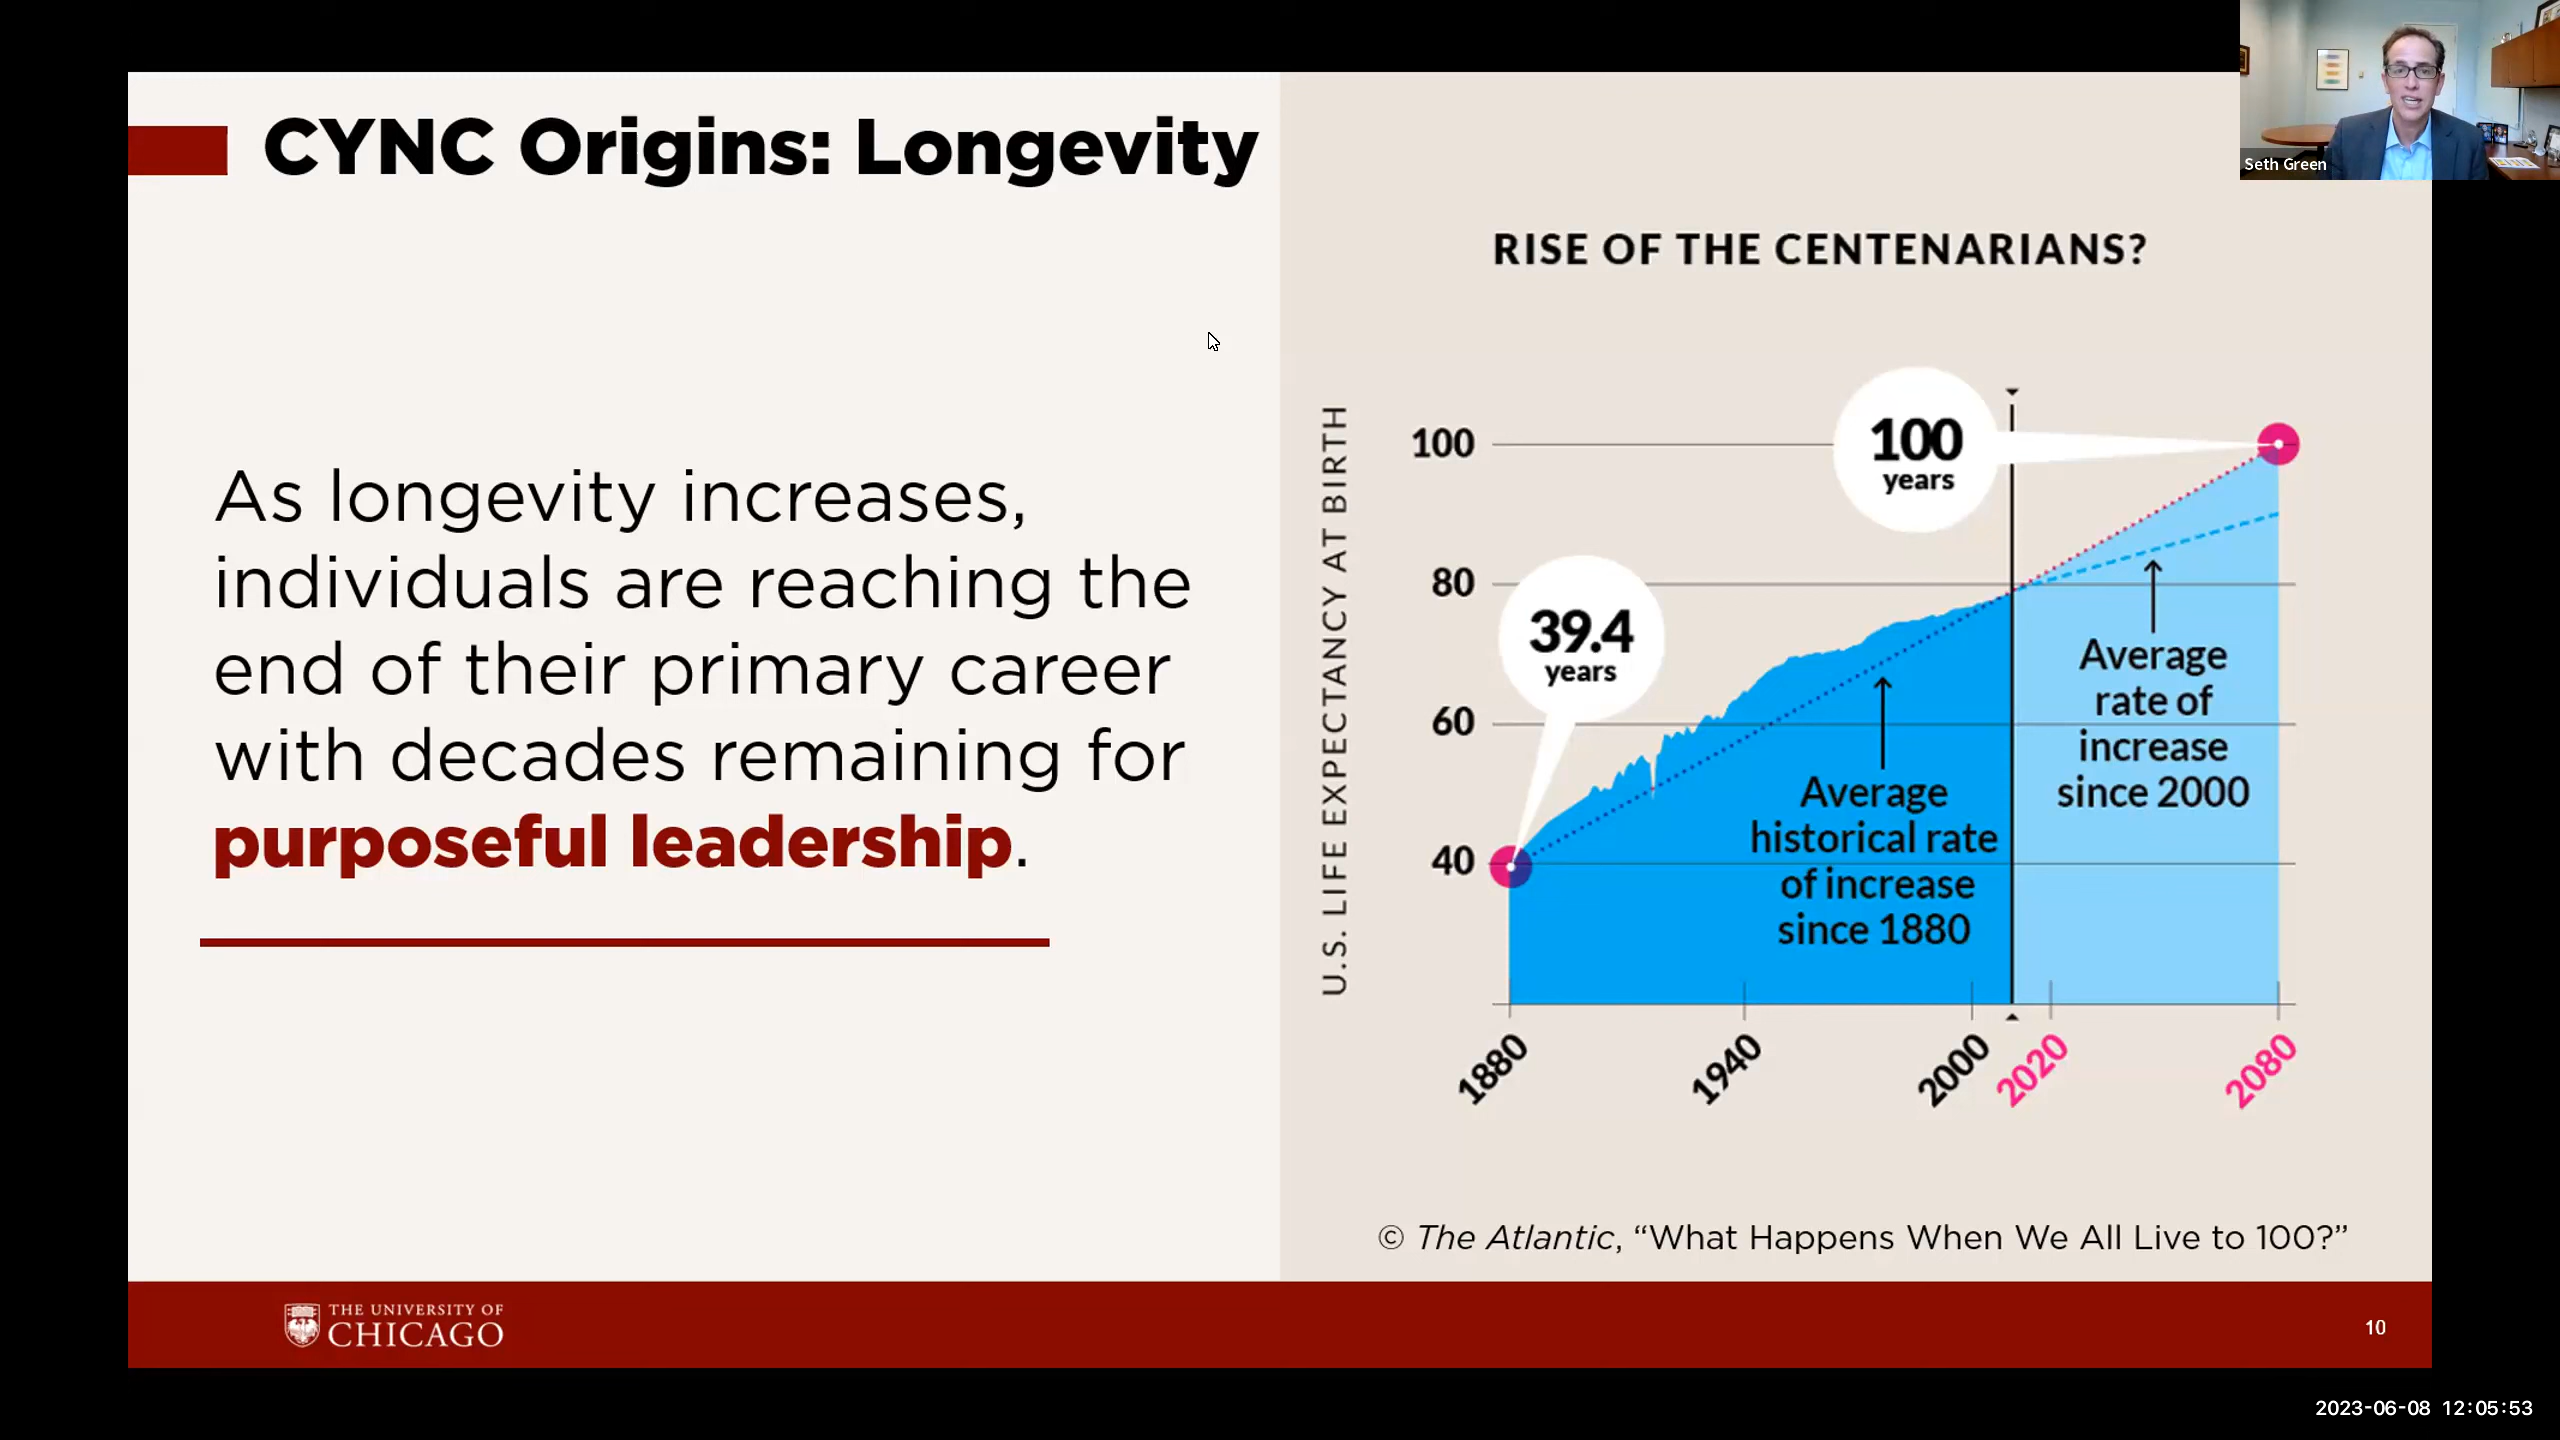 CYNC Origins: Longevity
Seth Green
As longevity increases,
individuals are reaching the
end of their primary career
with decades remaining for
purposeful leadership.
RISE OF THE CENTENARIANS?
U.S. LIFE EXPECTANCY AT BIRTH
100
80
60
40
100
years
39.4
years
Average
historical rate
of increase
since 1880
Average
rate of
increase
since 2000
1880
1940
2000
2020
2080
© The Atlantic, “What Happens When We All Live to 100?”
THE UNIVERSITY OF
CHICAGO
10
2023-06-08 12:05:53